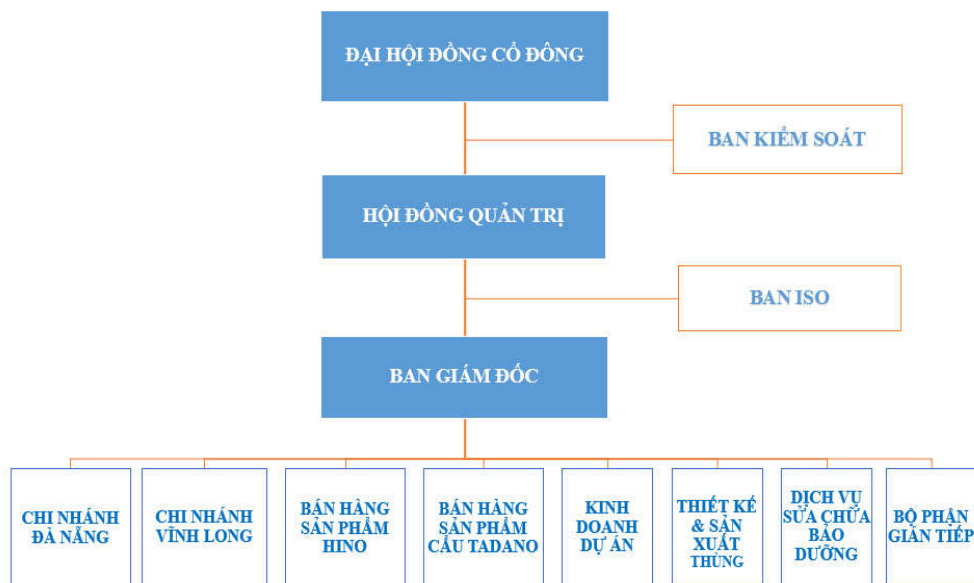 ĐẠI HỘI ĐỒNG CỔ ĐÔNG
BAN KIỂM SOÁT
HỘI ĐỒNG QUẢN TRỊ
BAN ISO
BAN GIÁM ĐỐC
CHI NHÁNH
ĐÀ NẴNG
CHI NHÁNH
VĨNH LONG
BÁN HÀNG
SẢN PHẨM
HINO
BÁN HÀNG
SẢN PHẨM
CẨU TADANO
KINH
DOANH
DỰ ÁN
THIẾT KẾ
& SẢN
XUẤT
THÙNG
DỊCH VỤ
SỬA CHỮA
BẢO
DƯỠNG
BỘ PHẬN
GIÁN TIẾP